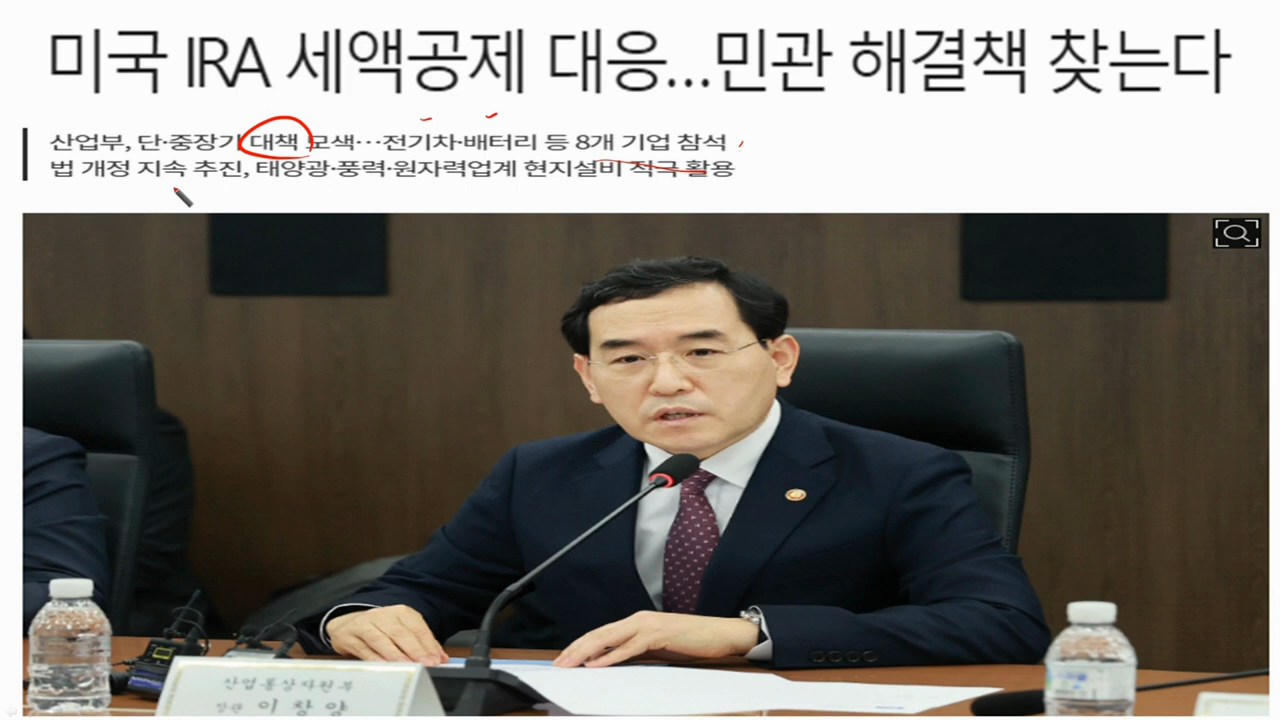 미국 IRA 세액공제 대응...민관 해결책 찾는다
산업부, 단·중장기 대책 모색…전기차·배터리 등 8개 기업 참석
법 개정 지속 추진, 태양광·풍력·원자력업계 현지설비 적극 활용
산업통상자원부
장관 이창양